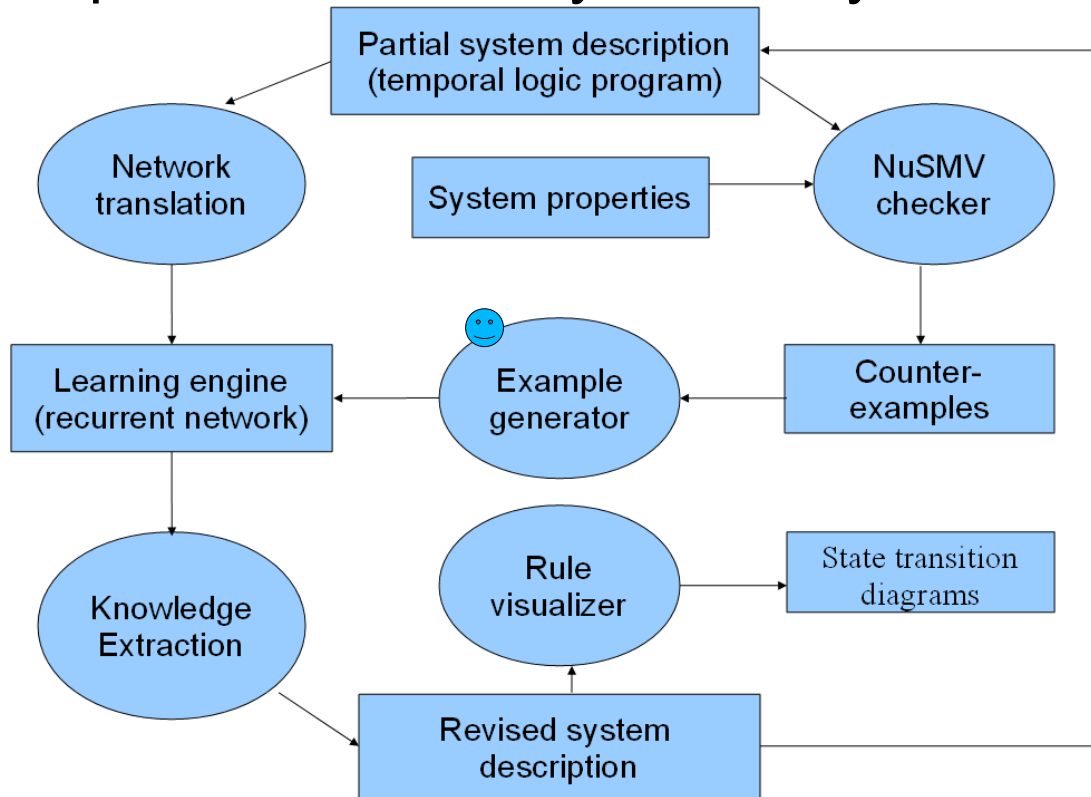 Partial system description
(temporal logic program)
Network
translation
System properties
NuSMV
checker
Learning engine
(recurrent network)
Example
generator
Counter-
examples
Knowledge
Extraction
Rule
visualizer
State transition
diagrams
Revised system
description